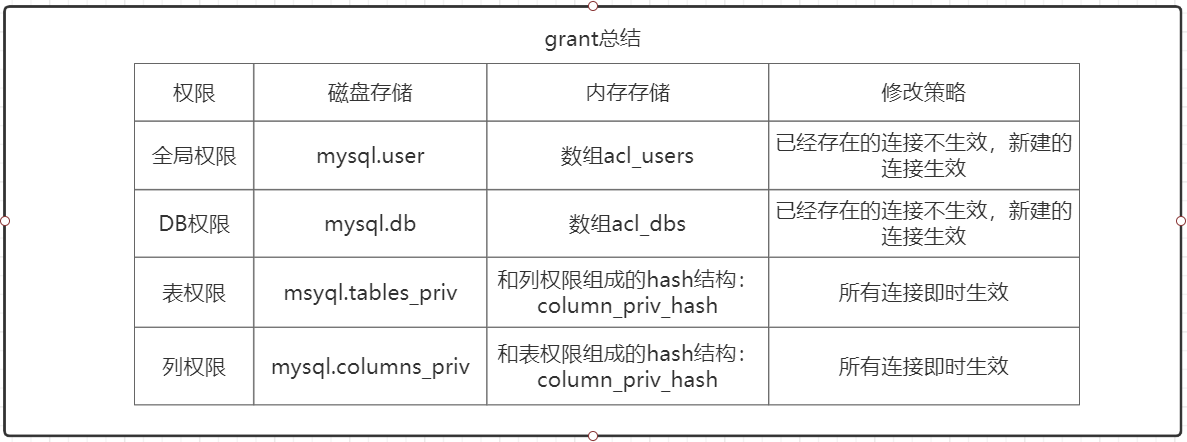 grant总结
权限 磁盘存储 内存存储 修改策略
全局权限 mysql.user 数组acl_users 已经存在的连接不生效，新建的
连接生效
DB权限 mysql.db 数组acl_dbs 已经存在的连接不生效，新建的
连接生效
表权限 msyql.tables_priv 和列权限组成的hash结构：
column_priv_hash 所有连接即时生效
列权限 mysql.columns_priv 和表权限组成的hash结构：
column_priv_hash 所有连接即时生效